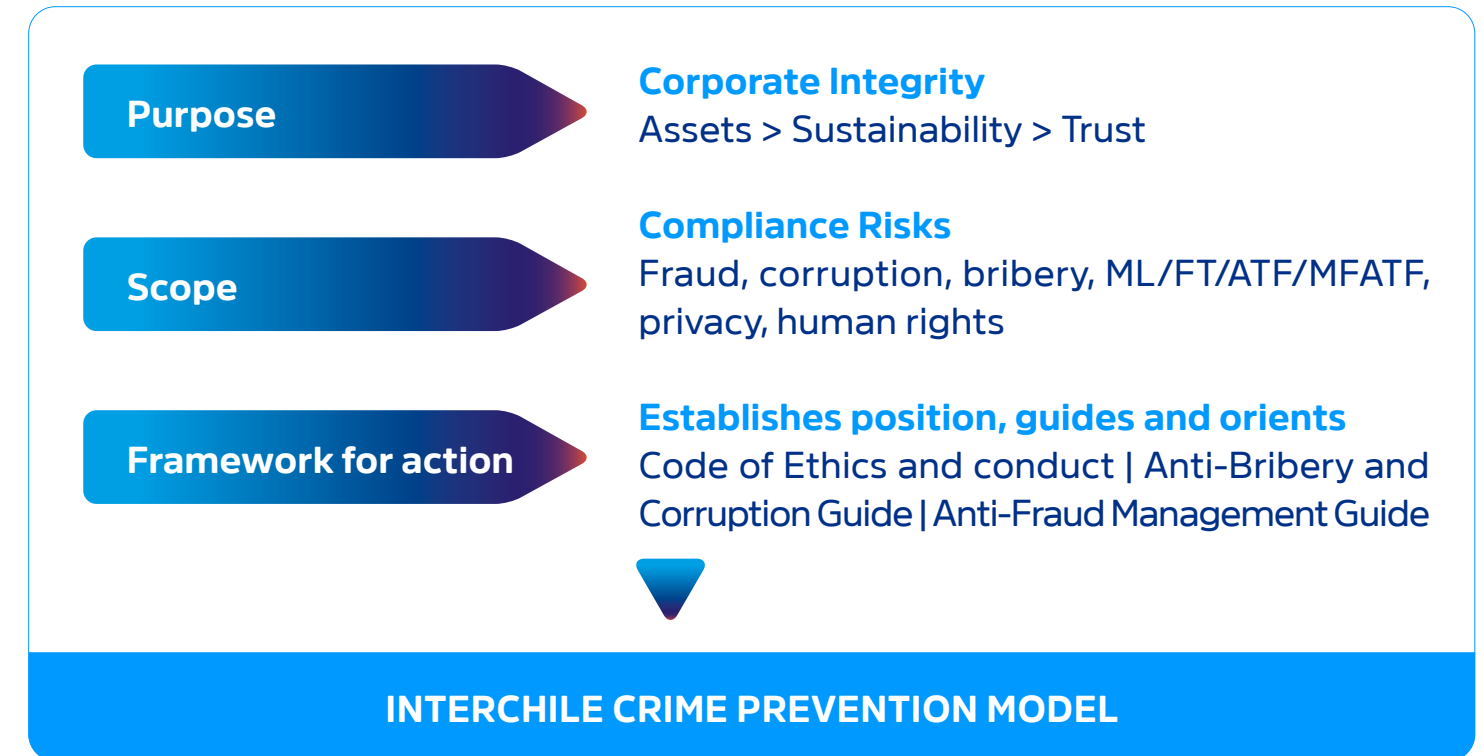 Purpose
Corporate Integrity
Assets > Sustainability > Trust
Scope
Compliance Risks
Fraud, corruption, bribery, ML/FT/ATF/MFATF,
privacy, human rights
Framework for action
Establishes position, guides and orients
Code of Ethics and conduct | Anti-Bribery and
Corruption Guide | Anti-Fraud Management Guide
INTERCHILE CRIME PREVENTION MODEL